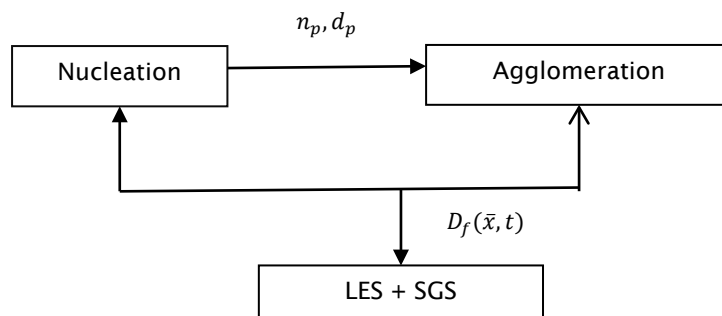 n_p, d_p
Nucleation
Agglomeration
D_f(x̄, t)
LES + SGS